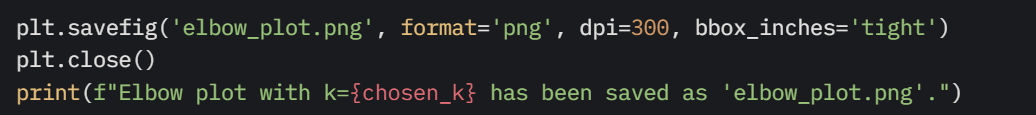 plt.savefig('elbow_plot.png', format='png', dpi=300, bbox_inches='tight')
plt.close()
print(f"Elbow plot with k={chosen_k} has been saved as 'elbow_plot.png'.")